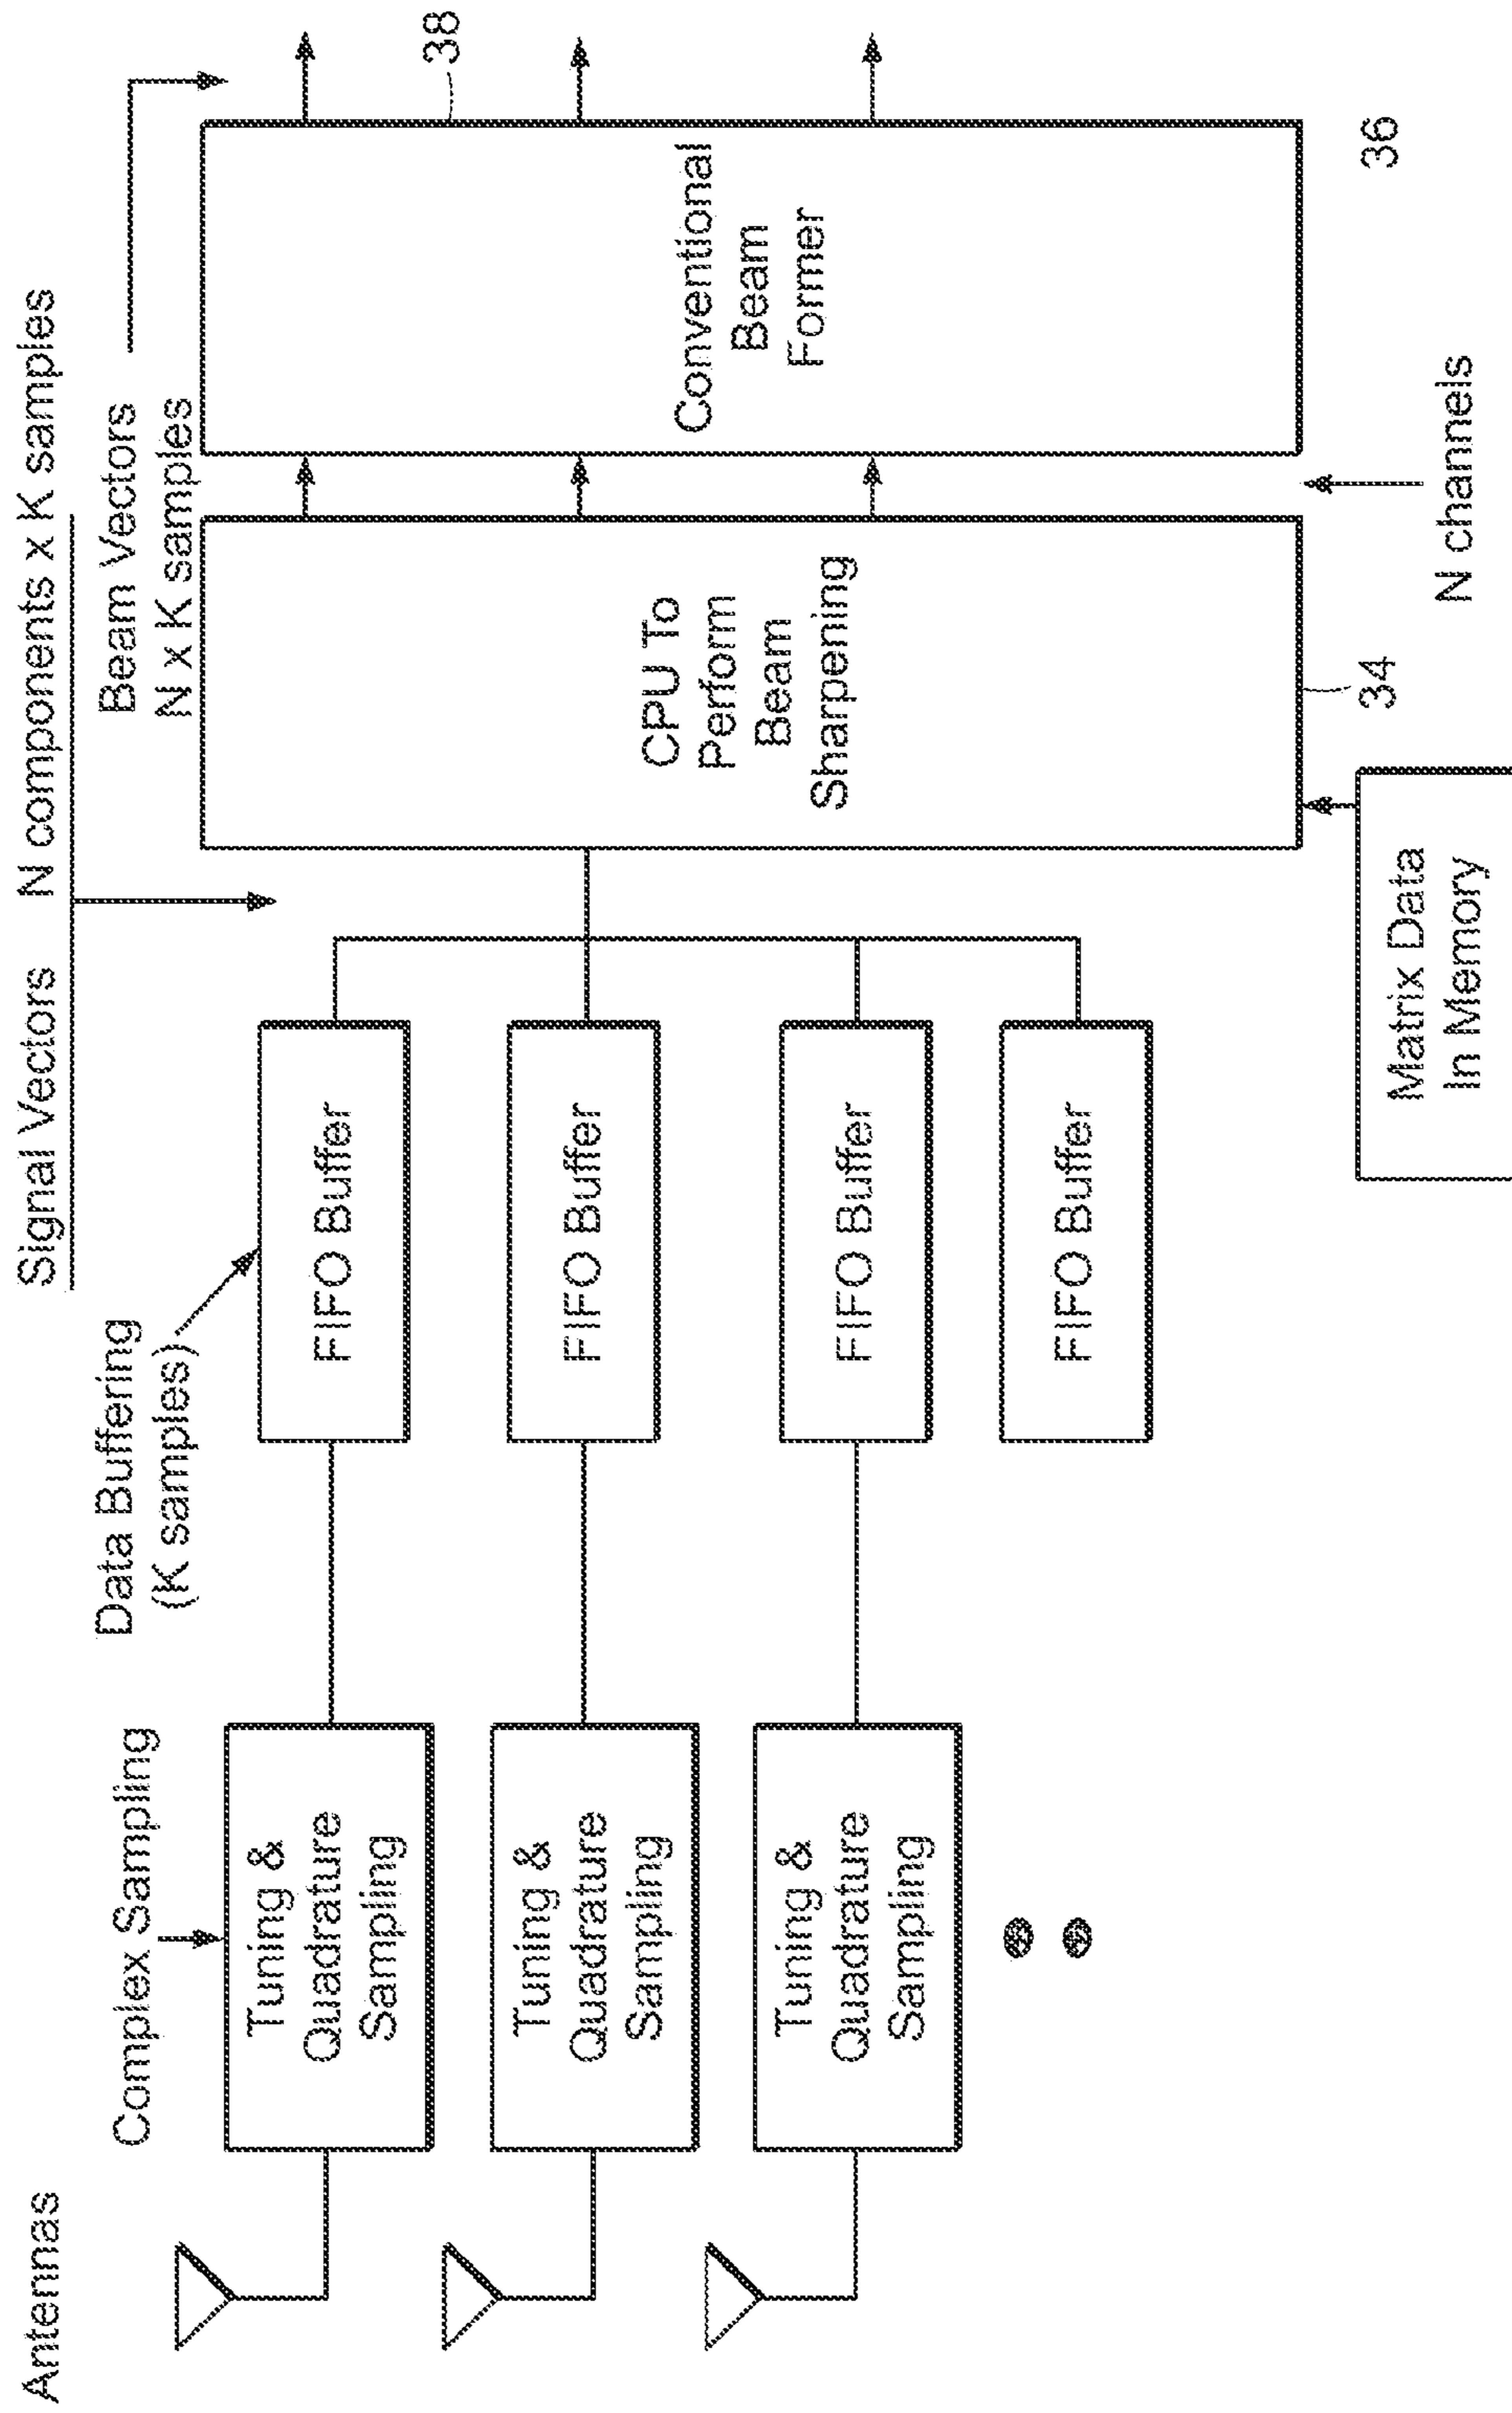 Antennas
Complex Sampling
Data Buffering
(K samples)
Signal Vectors N components x K samples
Beam Vectors
N x K samples
Tuning &
Quadrature
Sampling
Tuning &
Quadrature
Sampling
Tuning &
Quadrature
Sampling
FIFO Buffer
FIFO Buffer
FIFO Buffer
FIFO Buffer
CPU To
Perfom
Beam
Sharpening
Conventional
Beam
Former
38
34
36
N channels
Matrix Data
In Memory